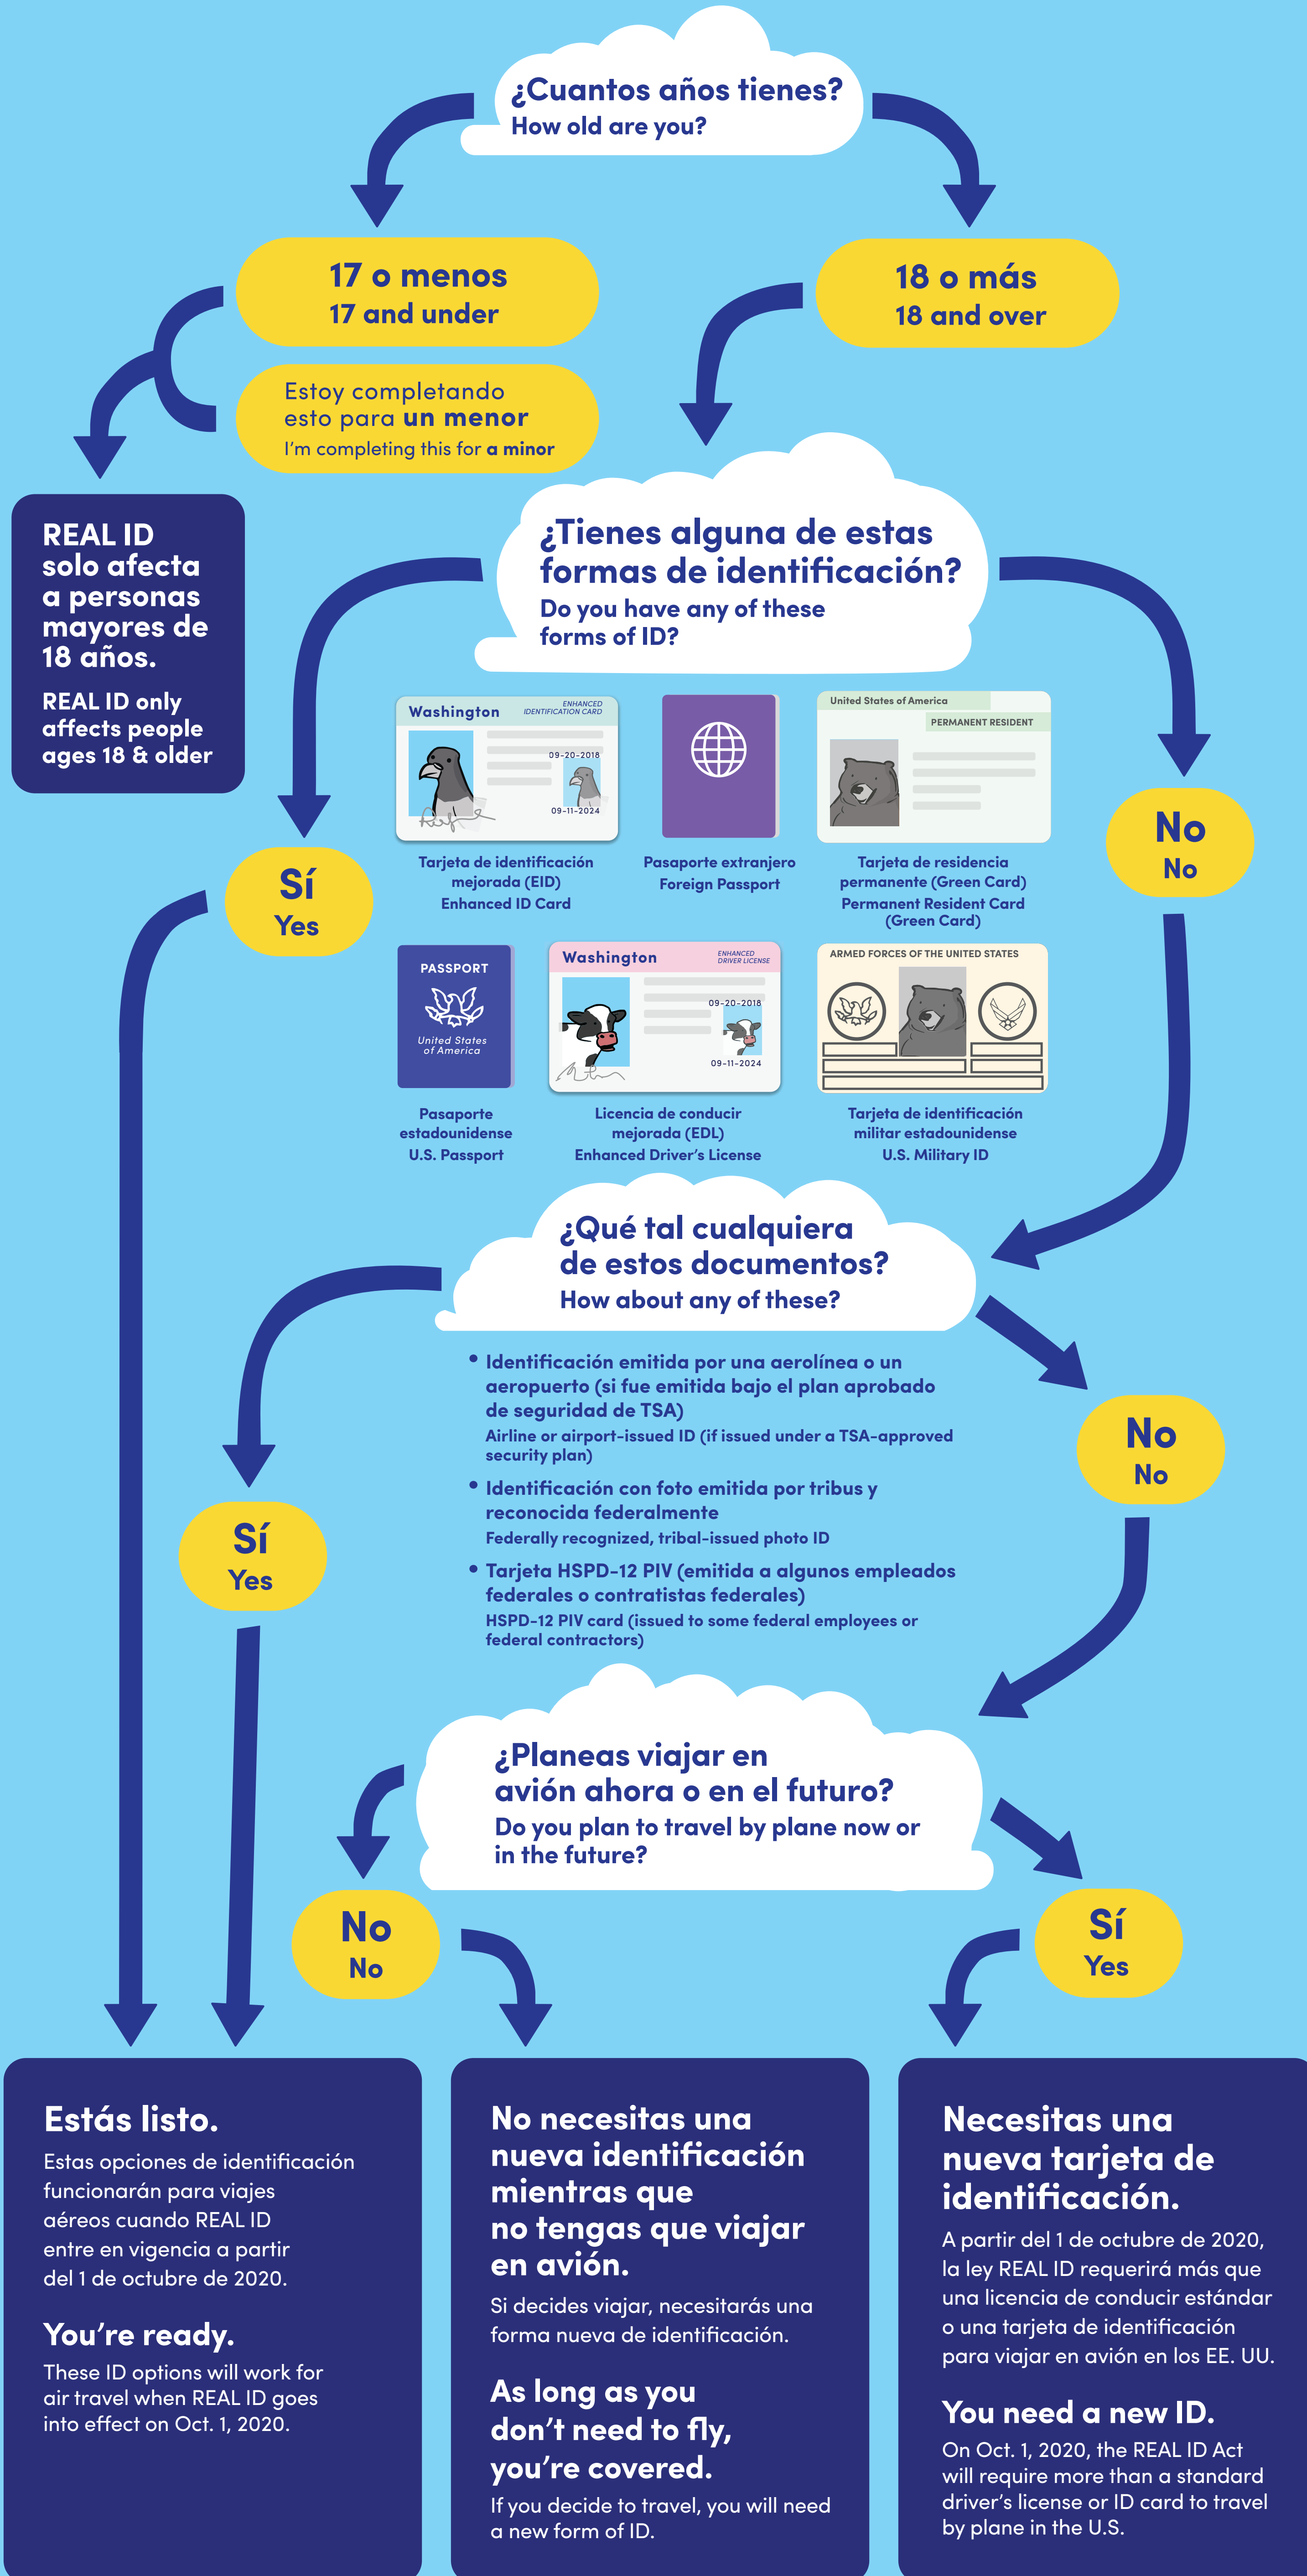 ¿Cuantos años tienes?
How old are you?
17 o menos
17 and under
18 o más
18 and over
Estoy completando
esto para un menor
I'm completing this for a minor
REAL ID
solo afecta
a personas
mayores de
18 años.
REAL ID only
affects people
ages 18 & older
¿Tienes alguna de estas
formas de identificación?
Do you have any of these
forms of ID?
Sí
Yes
No
No
Washington
ENHANCED
IDENTIFICATION CARD
09-20-2018
09-11-2024
Tarjeta de identificación
mejorada (EID)
Enhanced ID Card
Pasaporte extranjero
Foreign Passport
United States of America
PERMANENT RESIDENT
Tarjeta de residencia
permanente (Green Card)
Permanent Resident Card
(Green Card)
PASSPORT
United States
of America
Pasaporte
estadounidense
U.S. Passport
Washington
ENHANCED
DRIVER LICENSE
09-20-2018
09-11-2024
Licencia de conducir
mejorada (EDL)
Enhanced Driver's License
ARMED FORCES OF THE UNITED STATES
Tarjeta de identificación
militar estadounidense
U.S. Military ID
¿Qué tal cualquiera
de estos documentos?
How about any of these?
• Identificación emitida por una aerolínea o un
aeropuerto (si fue emitida bajo el plan aprobado
de seguridad de TSA)
Airline or airport-issued ID (if issued under a TSA-approved
security plan)
• Identificación con foto emitida por tribus y
reconocida federalmente
Federally recognized, tribal-issued photo ID
• Tarjeta HSPD-12 PIV (emitida a algunos empleados
federales o contratistas federales)
HSPD-12 PIV card (issued to some federal employees or
federal contractors)
No
No
Sí
Yes
¿Planeas viajar en
avión ahora o en el futuro?
Do you plan to travel by plane now or
in the future?
No
No
Sí
Yes
Estás listo.
Estas opciones de identificación
funcionarán para viajes
aéreos cuando REAL ID
entre en vigencia a partir
del 1 de octubre de 2020.
You're ready.
These ID options will work for
air travel when REAL ID goes
into effect on Oct. 1, 2020.
No necesitas una
nueva identificación
mientras que
no tengas que viajar
en avión.
Si decides viajar, necesitarás una
forma nueva de identificación.
As long as you
don't need to fly,
you're covered.
If you decide to travel, you will need
a new form of ID.
Necesitas una
nueva tarjeta de
identificación.
A partir del 1 de octubre de 2020,
la ley REAL ID requerirá más que
una licencia de conducir estándar
o una tarjeta de identificación
para viajar en avión en los EE. UU.
You need a new ID.
On Oct. 1, 2020, the REAL ID Act
will require more than a standard
driver's license or ID card to travel
by plane in the U.S.